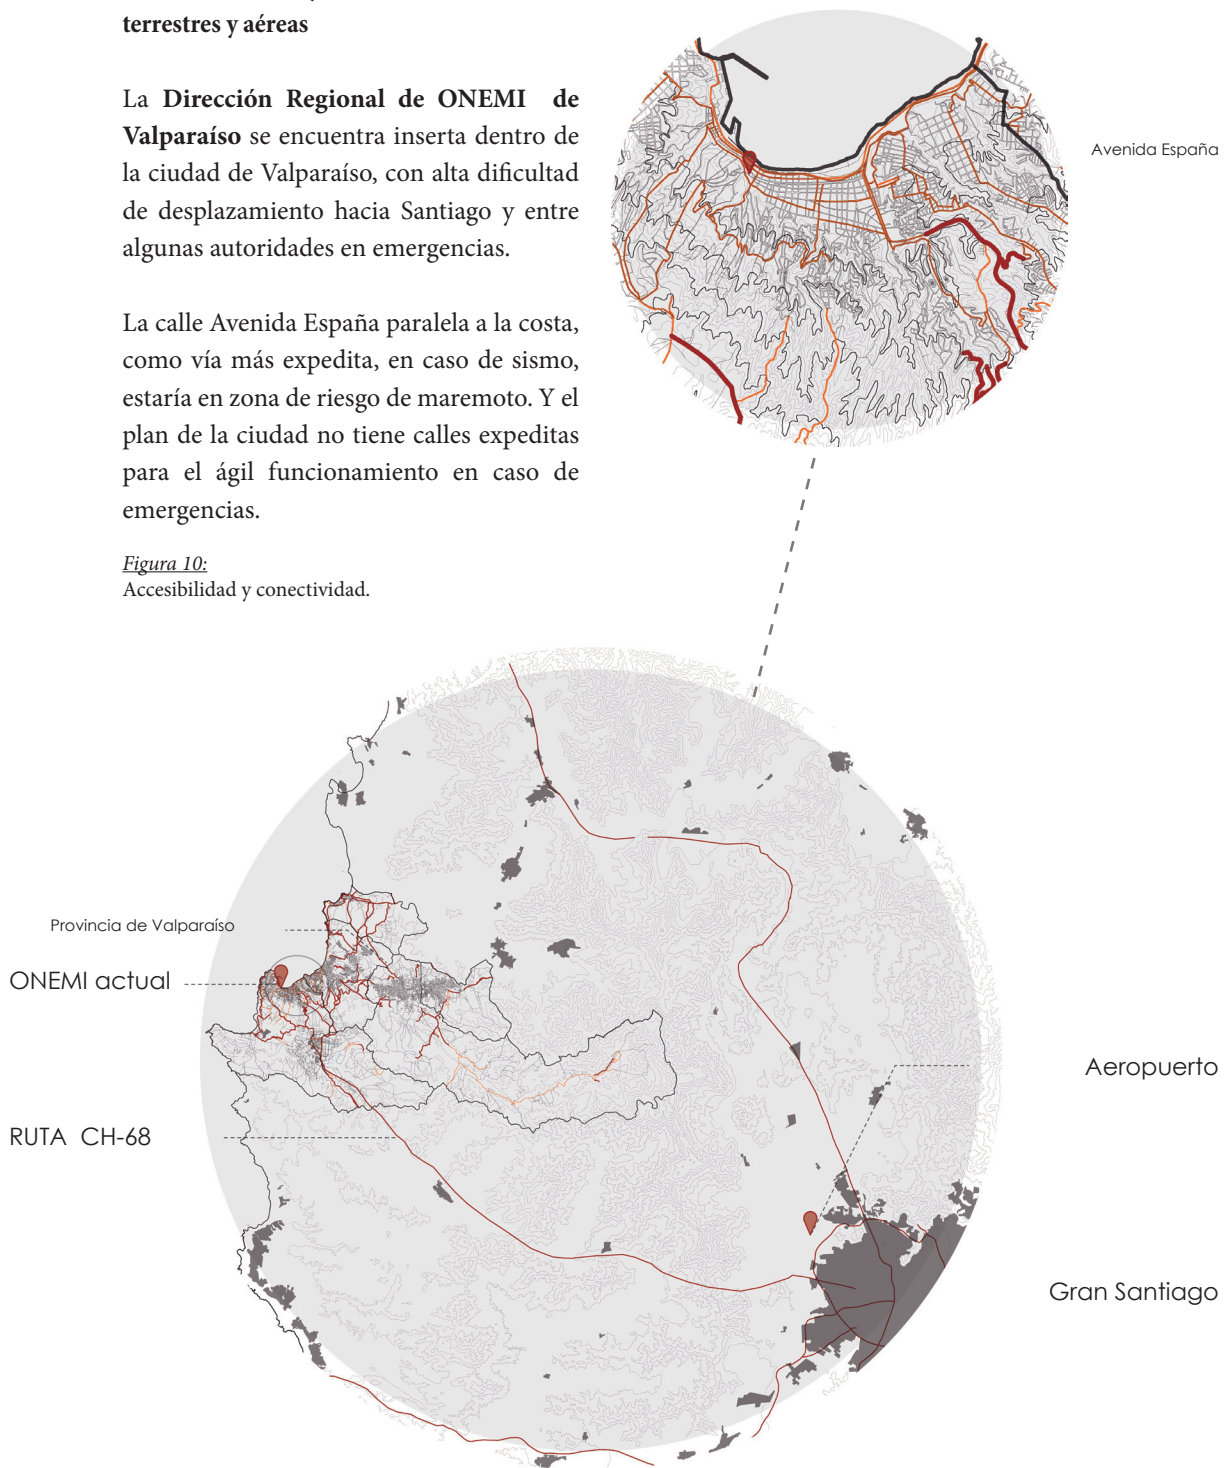 terrestres y aéreas
La Dirección Regional de ONEMI de
Valparaíso se encuentra inserta dentro de
la ciudad de Valparaíso, con alta dificultad
de desplazamiento hacia Santiago y entre
algunas autoridades en emergencias.
La calle Avenida España paralela a la costa,
como vía más expedita, en caso de sismo,
estaría en zona de riesgo de maremoto. Y el
plan de la ciudad no tiene calles expeditas
para el ágil funcionamiento en caso de
emergencias.
Figura 10:
Accesibilidad y conectividad.
Avenida España
Provincia de Valparaíso
ONEMI actual
RUTA CH-68
Aeropuerto
Gran Santiago